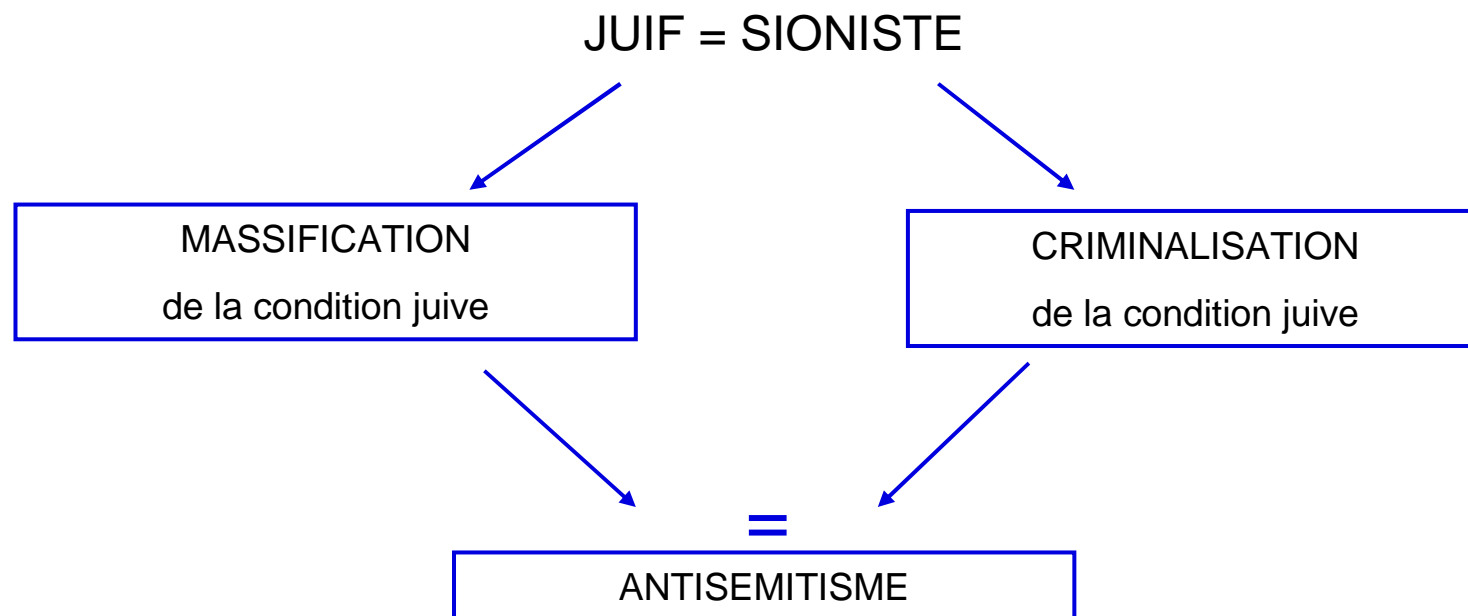 JUIF = SIONISTE
MASSIFICATION
de la condition juive
CRIMINALISATION
de la condition juive
=
ANTISEMITISME